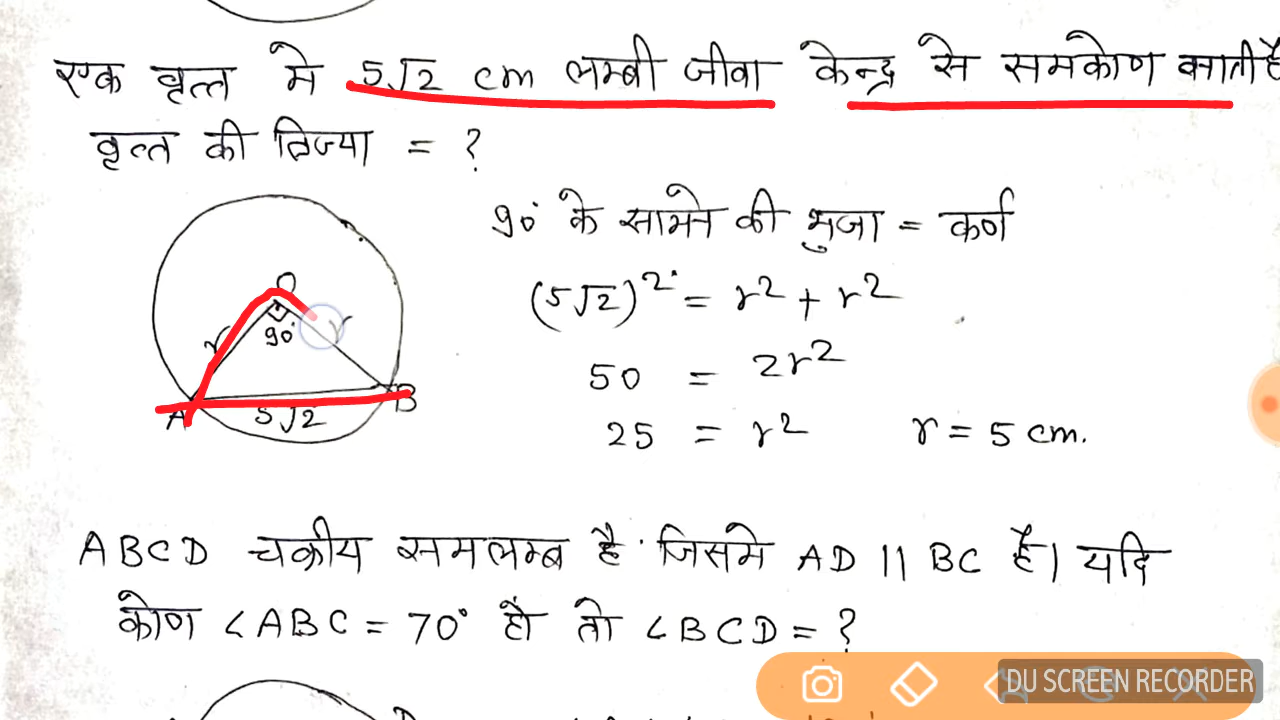 एक वृत्त मे 5√2 cm लम्बी जीवा केन्द्र से समकोण बनाती है
वृत्त की त्रिज्या = ?
90° के सामने की भुजा = कर्ण
(5√2)² = r² + r²
50 = 2r²
25 = r² r = 5 cm.
O
r 90° r
A 5√2 B
ABCD चक्रीय समलम्ब है जिसमे AD || BC है। यदि
कोण <ABC = 70° हो तो <BCD = ?
DU SCREEN RECORDER